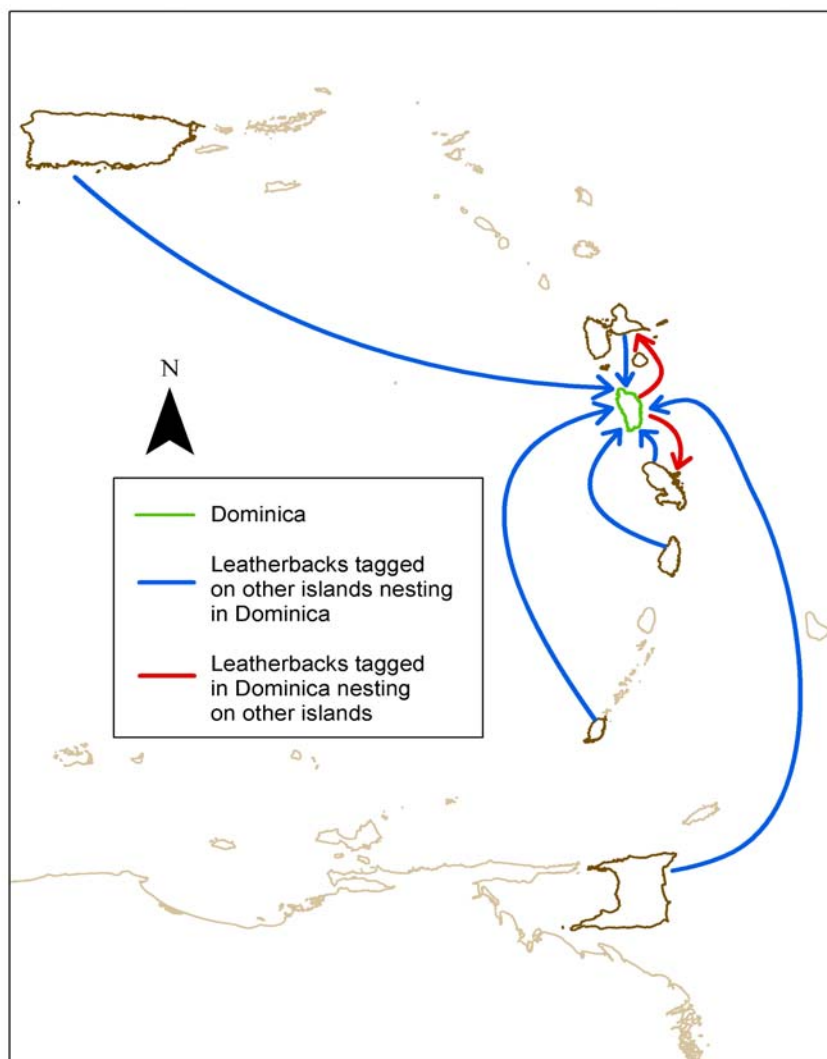 N
Dominica
Leatherbacks tagged
on other islands nesting
in Dominica
Leatherbacks tagged
in Dominica nesting
on other islands